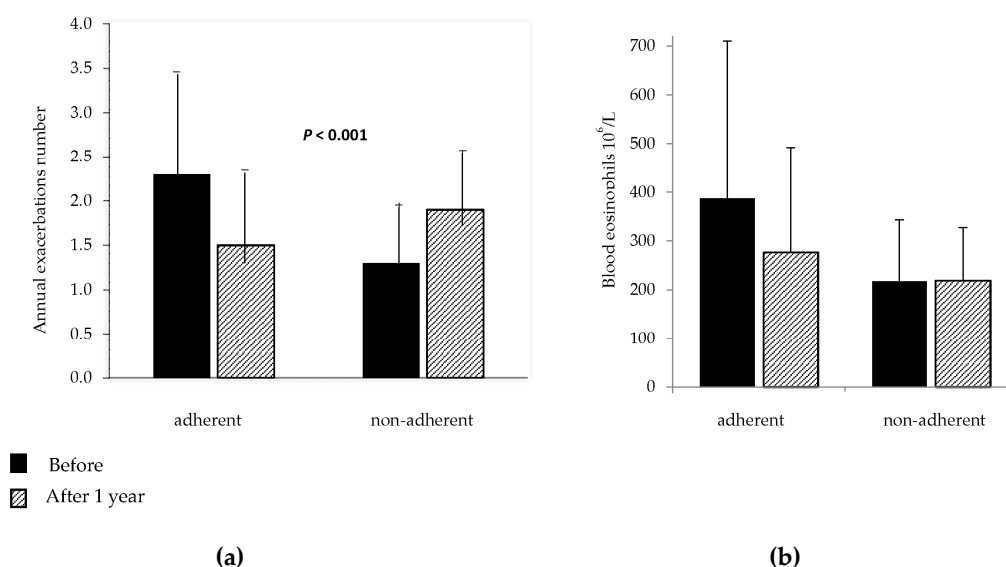 Annual exacerbations number
4.0
3.5
3.0
2.5
2.0
1.5
1.0
0.5
0.0
P < 0.001
adherent
non-adherent
Before
After 1 year
(a)
Blood eosinophils 10⁶/L
700
600
500
400
300
200
100
0
adherent
non-adherent
(b)